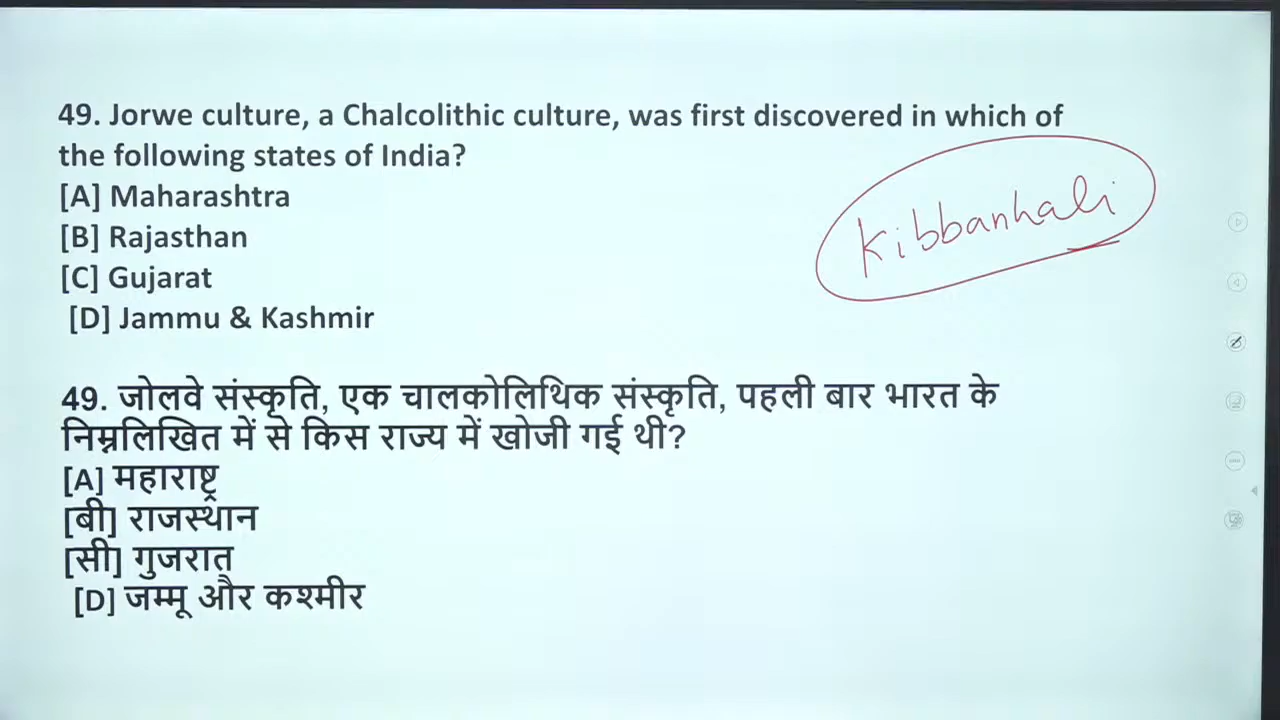 49. Jorwe culture, a Chalcolithic culture, was first discovered in which of
the following states of India?
[A] Maharashtra
[B] Rajasthan
[C] Gujarat
[D] Jammu & Kashmir
Kibbanhali
49. जोलवे संस्कृति, एक चालकोलिथिक संस्कृति, पहली बार भारत के
निम्नलिखित में से किस राज्य में खोजी गई थी?
[A] महाराष्ट्र
[बी] राजस्थान
[सी] गुजरात
[D] जम्मू और कश्मीर